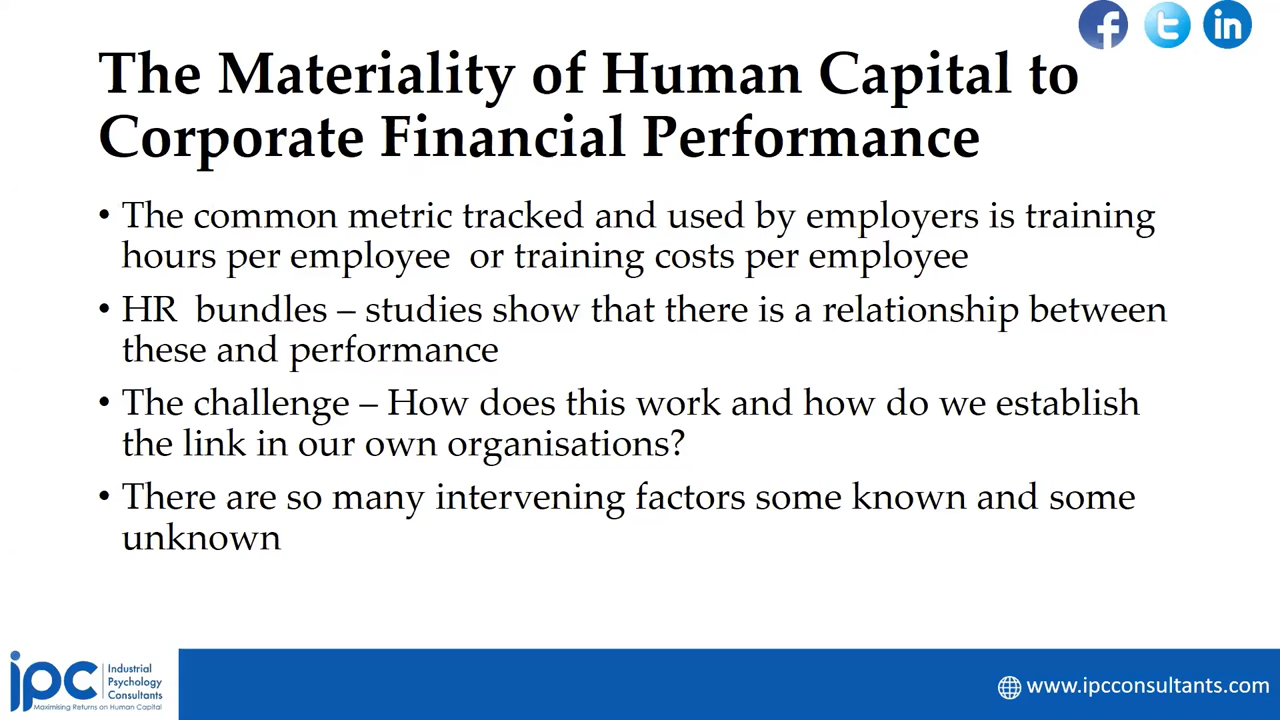 The Materiality of Human Capital to
Corporate Financial Performance
• The common metric tracked and used by employers is training
hours per employee or training costs per employee
• HR bundles – studies show that there is a relationship between
these and performance
• The challenge – How does this work and how do we establish
the link in our own organisations?
• There are so many intervening factors some known and some
unknown
ipc
Industrial
Psychology
Consultants
Maximising Returns on Human Capital
www.ipcconsultants.com